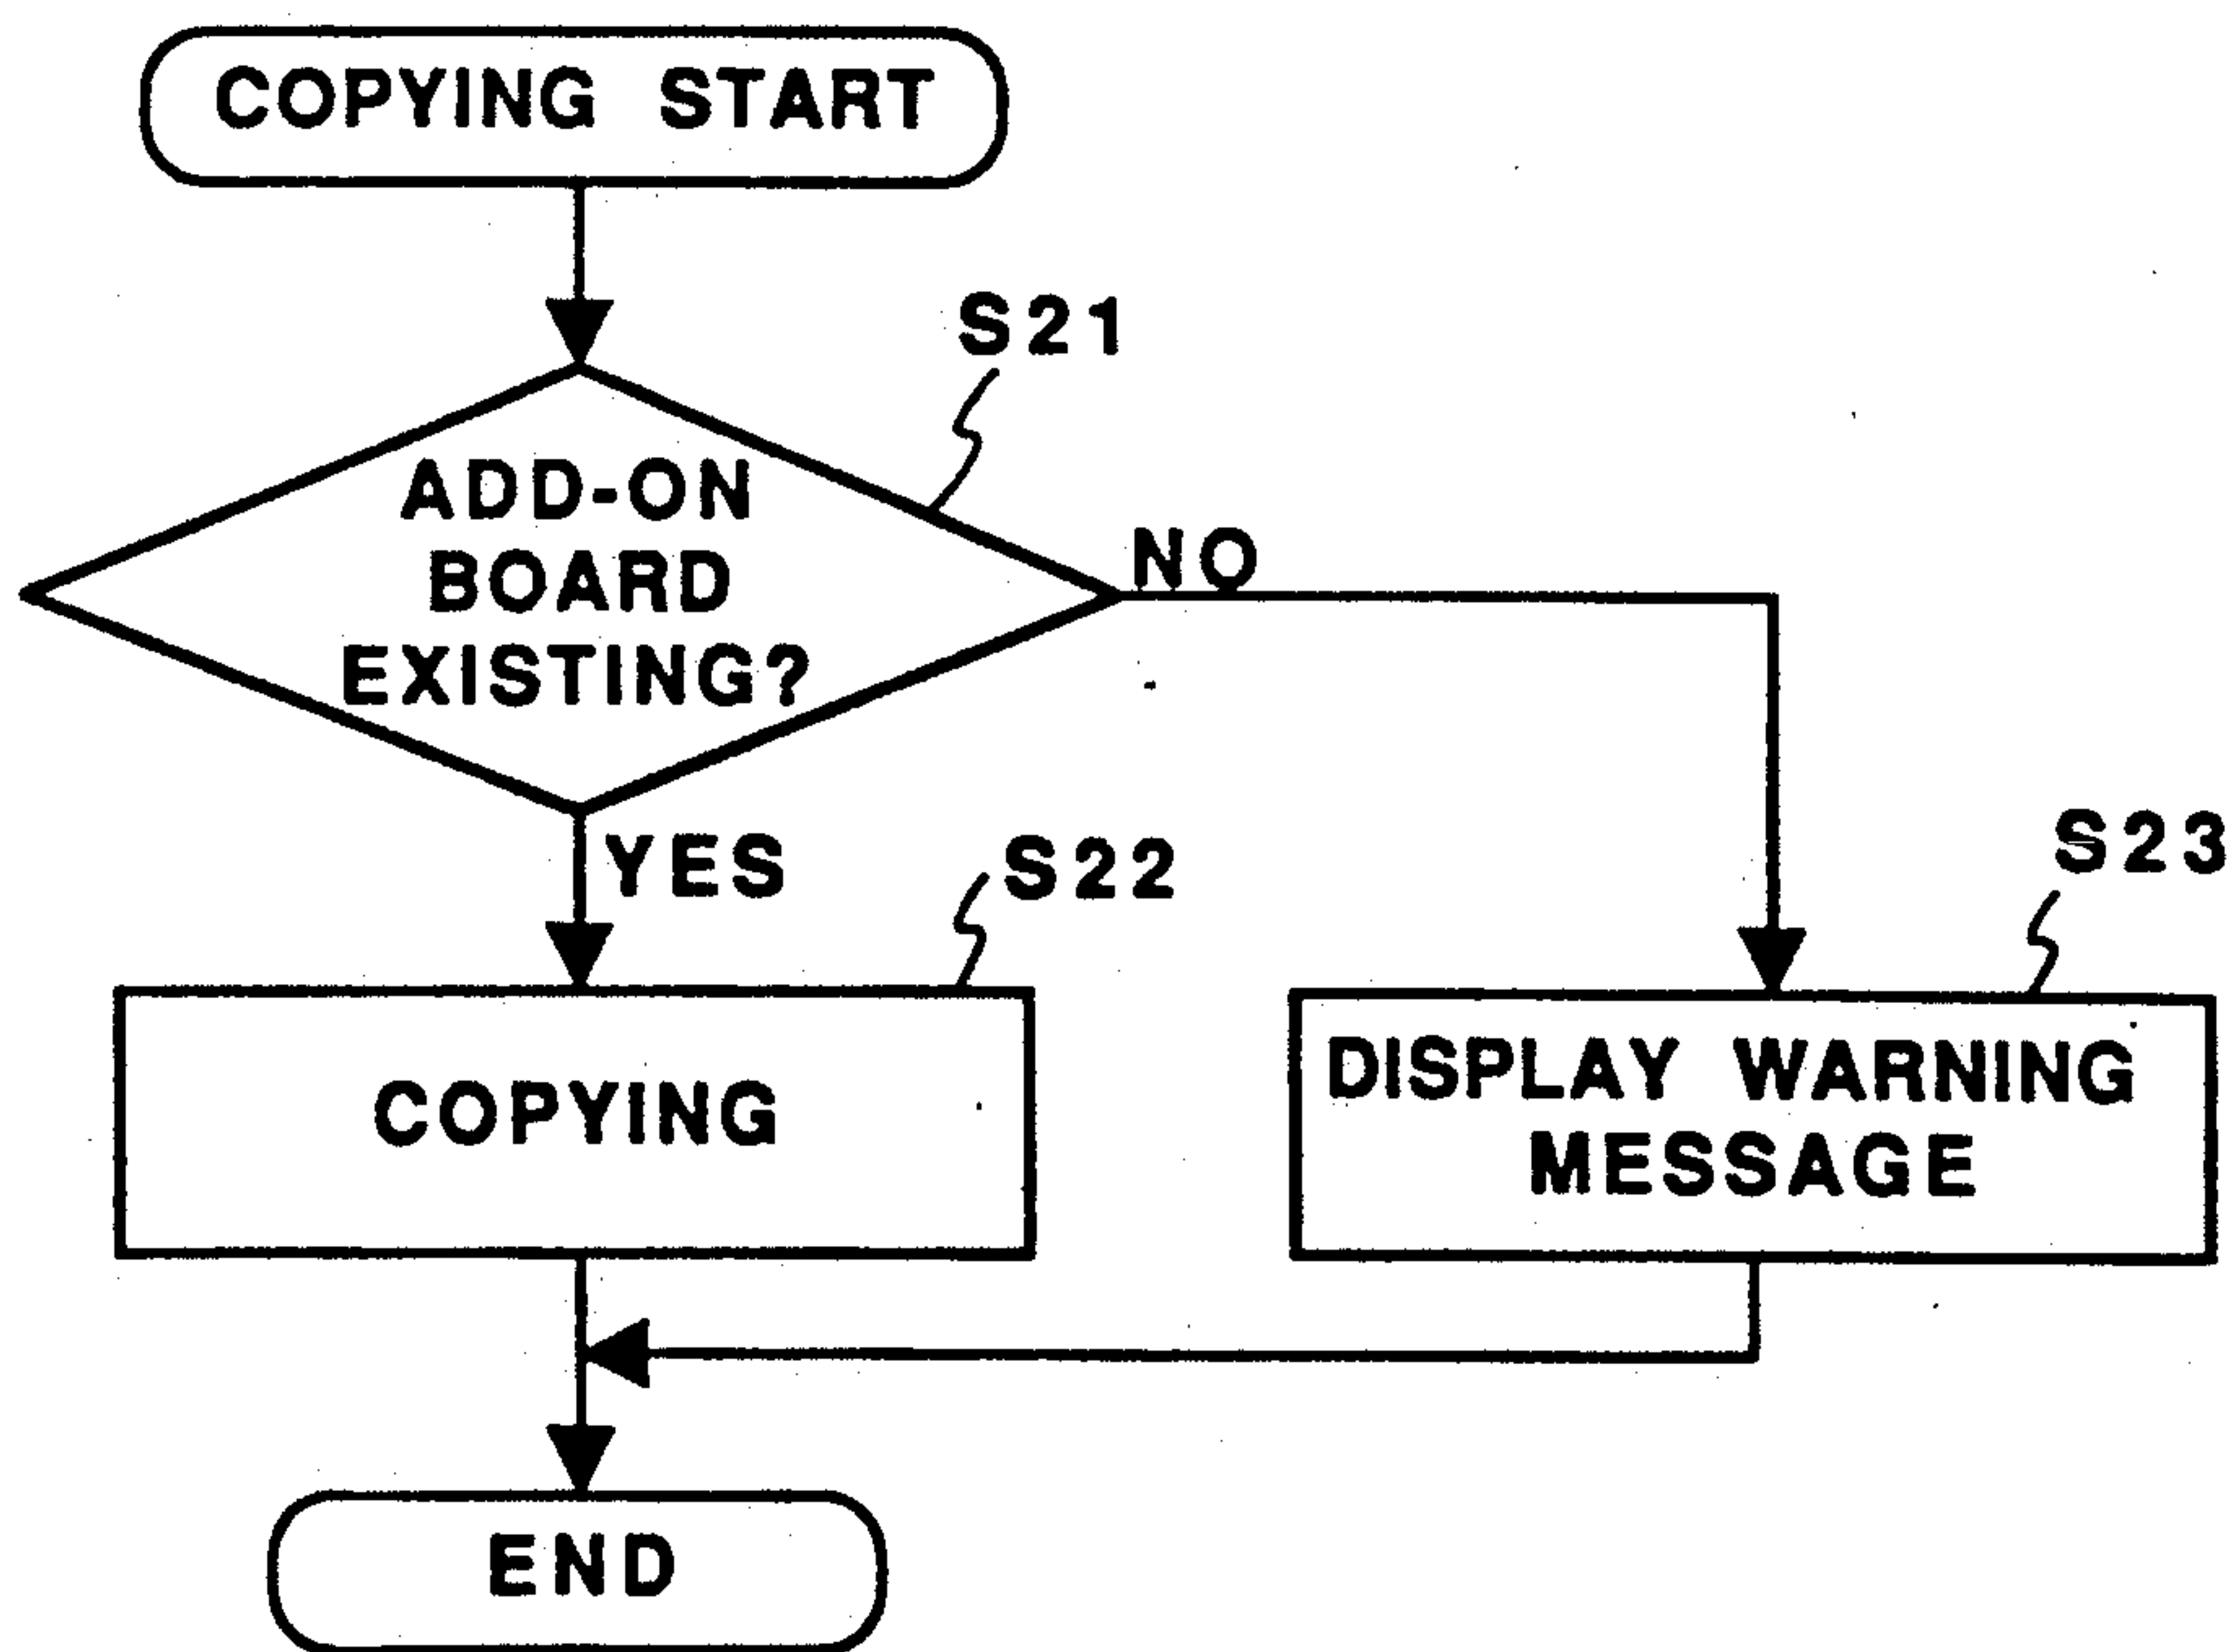 COPYING START
S21
ADD-ON
BOARD
EXISTING?
NO
YES
S22
S23
COPYING
DISPLAY WARNING
MESSAGE
END